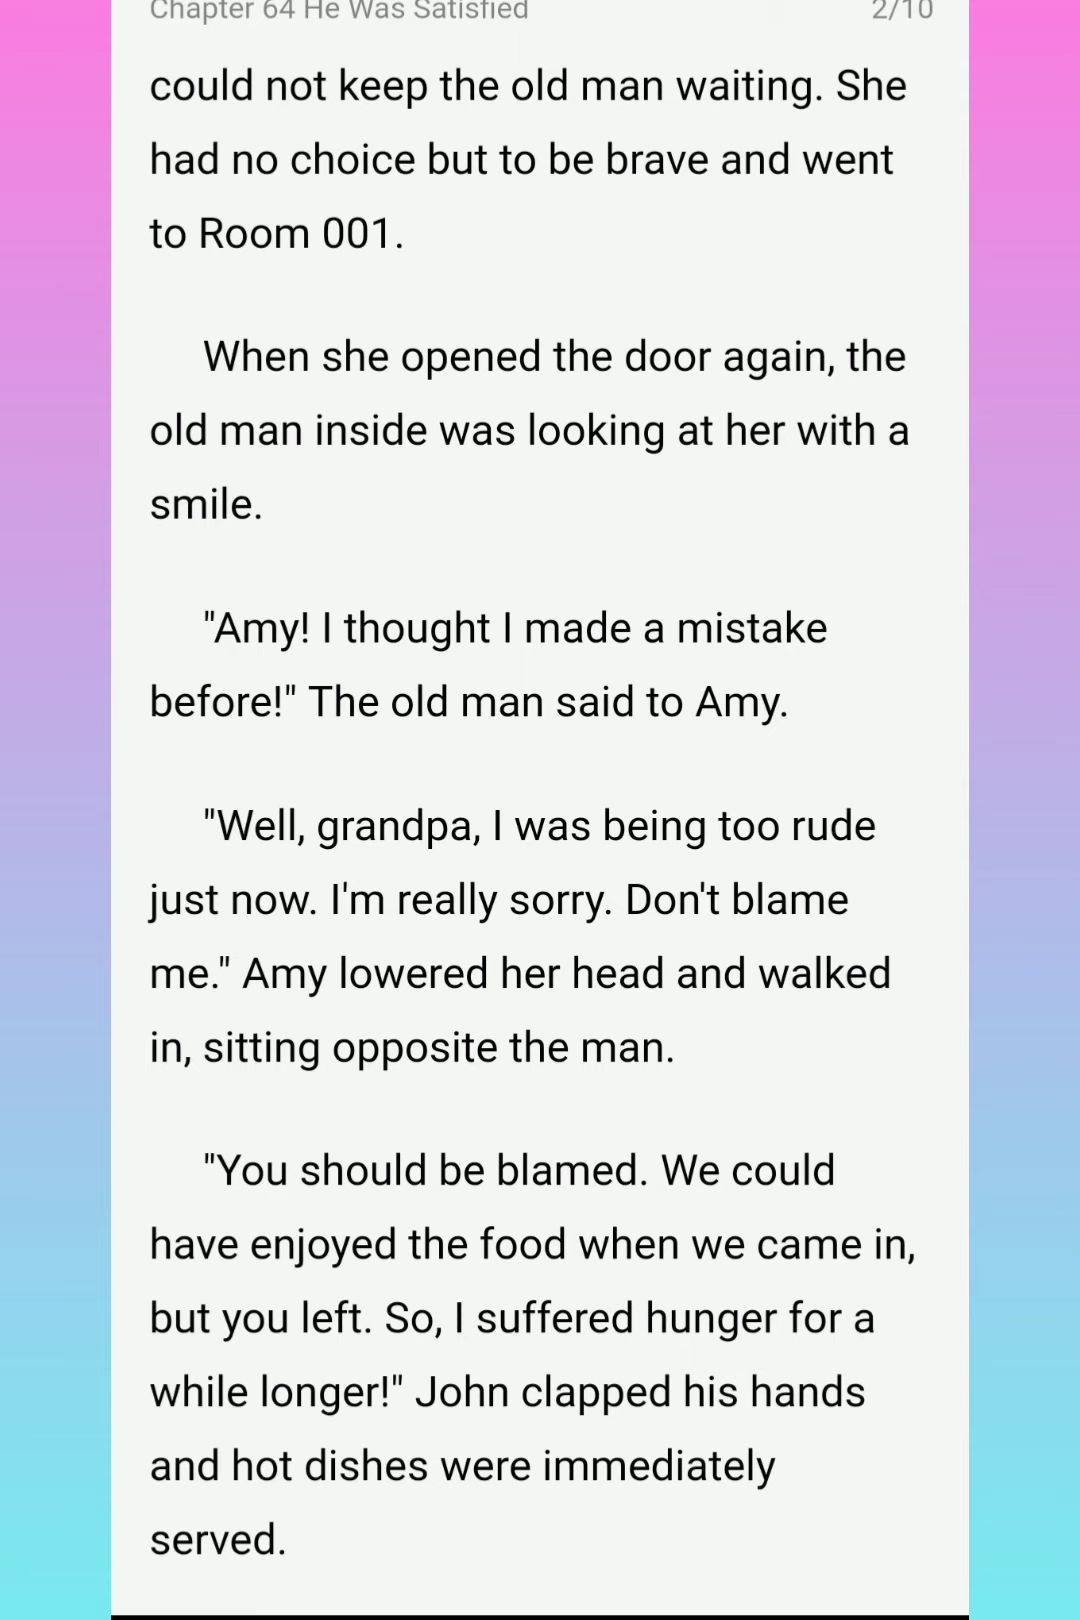 Chapter 64 He Was Satisfied 2/10
could not keep the old man waiting. She
had no choice but to be brave and went
to Room 001.
When she opened the door again, the
old man inside was looking at her with a
smile.
"Amy! I thought I made a mistake
before!" The old man said to Amy.
"Well, grandpa, I was being too rude
just now. I'm really sorry. Don't blame
me." Amy lowered her head and walked
in, sitting opposite the man.
"You should be blamed. We could
have enjoyed the food when we came in,
but you left. So, I suffered hunger for a
while longer!" John clapped his hands
and hot dishes were immediately
served.